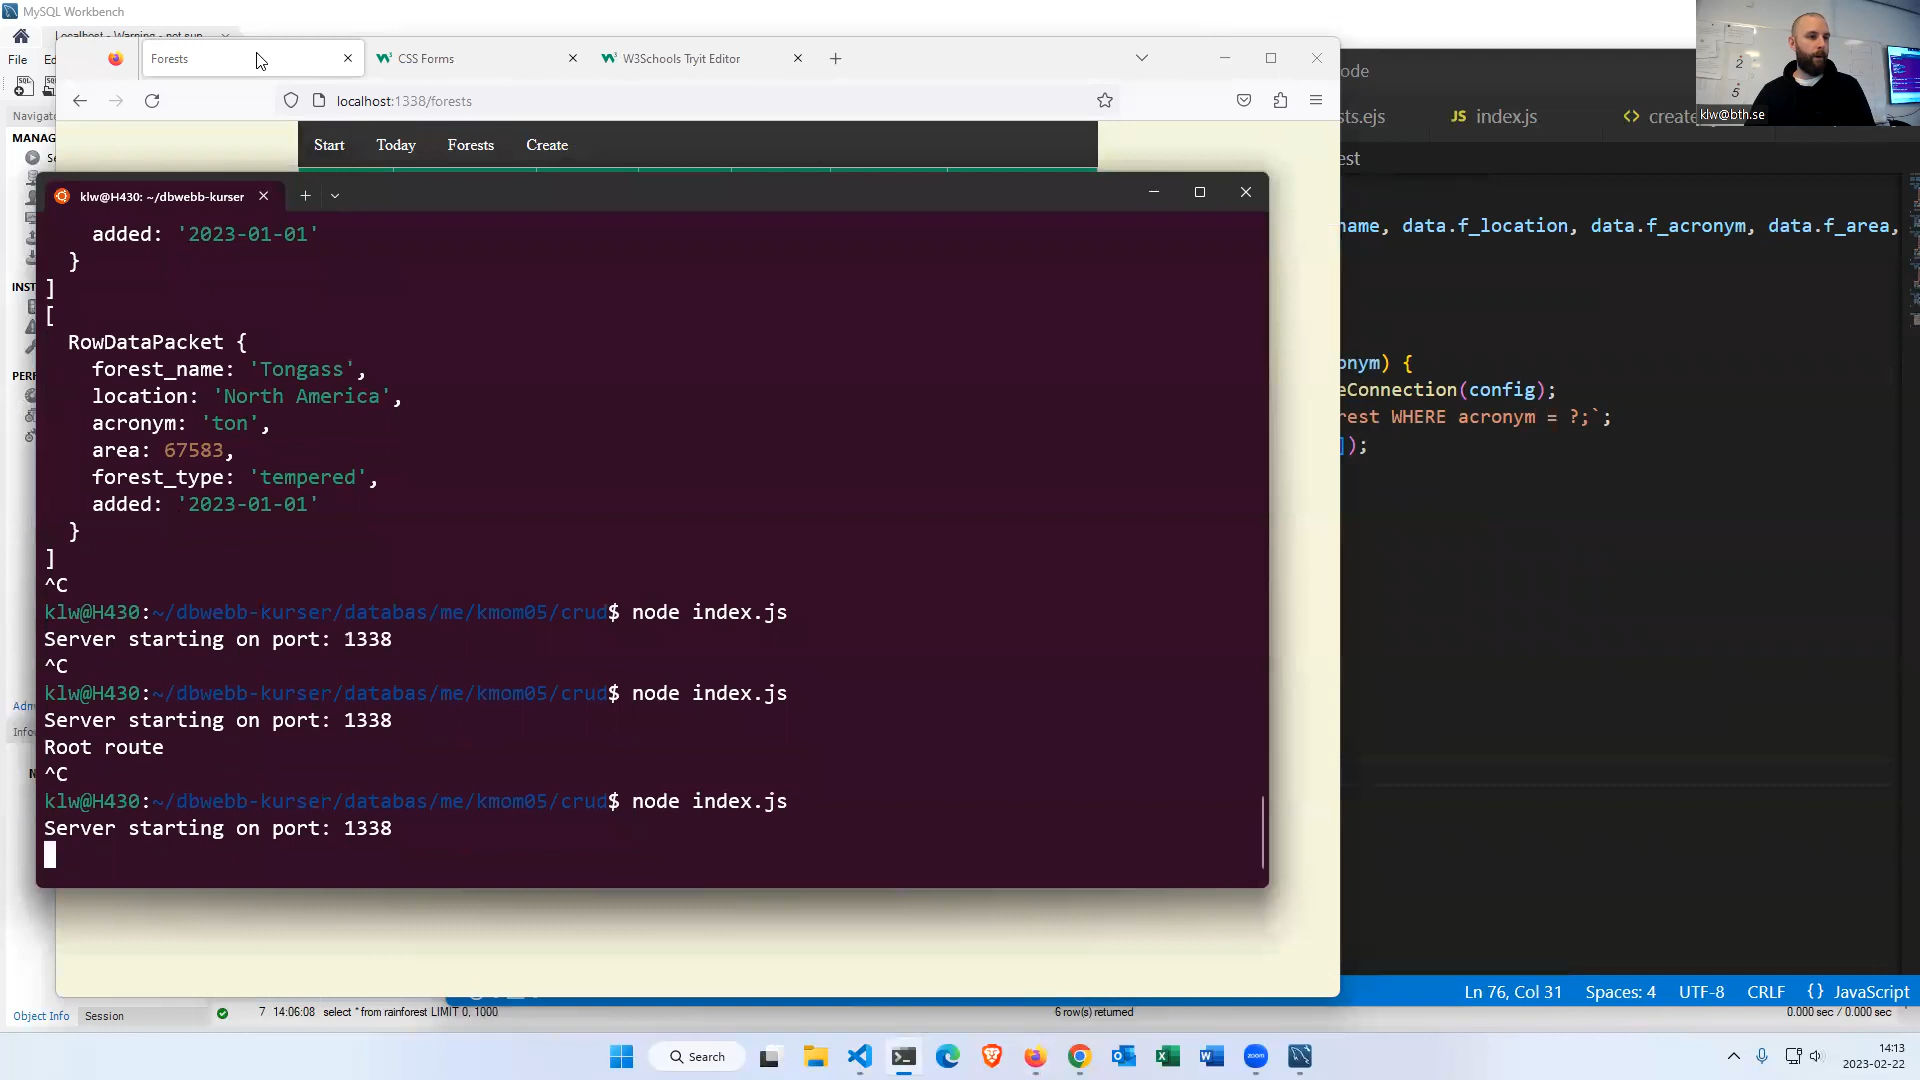 MySQL Workbench
Localhost - Warning - not sup
File
Forests
CSS Forms
W3Schools Tryit Editor
localhost:1338/forests
Start Today Forests Create
klw@H430: ~/dbwebb-kurser
added: '2023-01-01'
}
]
[
RowDataPacket {
forest_name: 'Tongass',
location: 'North America',
acronym: 'ton',
area: 67583,
forest_type: 'tempered',
added: '2023-01-01'
}
]
^C
klw@H430:~/dbwebb-kurser/databas/me/kmom05/crud$ node index.js
Server starting on port: 1338
^C
klw@H430:~/dbwebb-kurser/databas/me/kmom05/crud$ node index.js
Server starting on port: 1338
Root route
^C
klw@H430:~/dbwebb-kurser/databas/me/kmom05/crud$ node index.js
Server starting on port: 1338
Navigato
MANAG
INST
PERF
Adm
Info
ode
sts.ejs
JS index.js
<> create
est
name, data.f_location, data.f_acronym, data.f_area,
onym) {
eConnection(config);
rest WHERE acronym = ?;`;
]);
2
5
klw@bth.se
Ln 76, Col 31 Spaces: 4 UTF-8 CRLF {} JavaScript
Object Info Session
7 14:06:08 select * from rainforest LIMIT 0, 1000
6 row(s) returned
0.000 sec / 0.000 sec
Search
zoom
14:13
2023-02-22